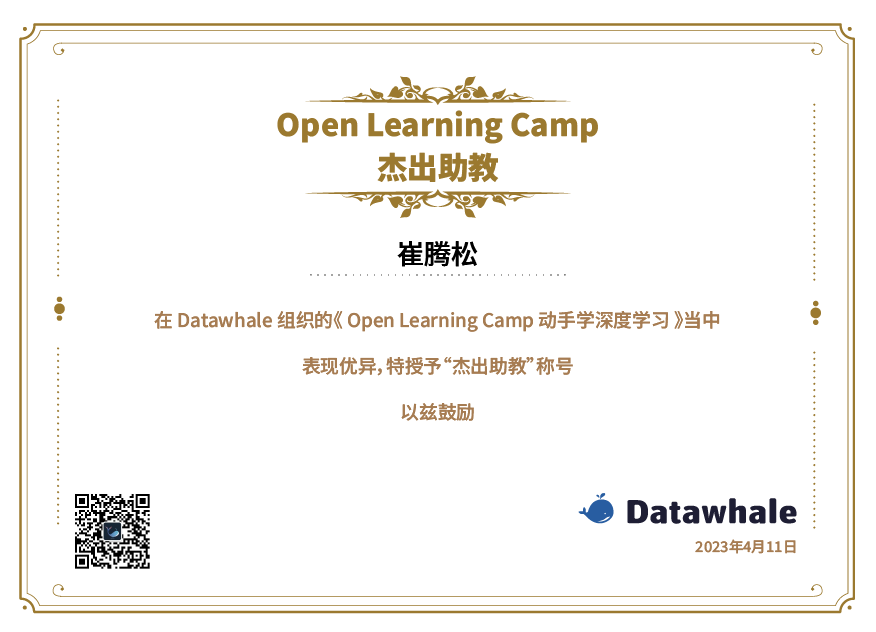 Open Learning Camp
杰出助教
崔腾松
在 Datawhale 组织的《 Open Learning Camp 动手学深度学习 》当中
表现优异，特授予“杰出助教”称号
以兹鼓励
Datawhale
2023年4月11日